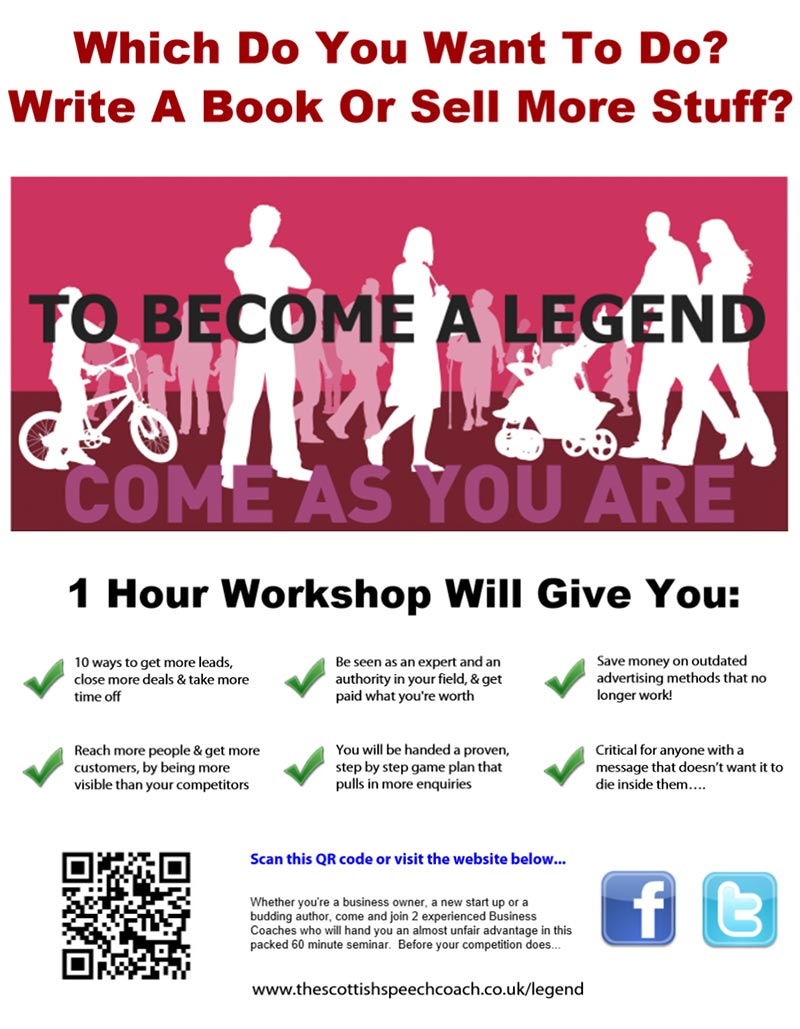 Which Do You Want To Do?
Write A Book Or Sell More Stuff?
TO BECOME A LEGEND
COME AS YOU ARE
1 Hour Workshop Will Give You:
10 ways to get more leads,
close more deals & take more
time off
Be seen as an expert and an
authority in your field, & get
paid what you're worth
Save money on outdated
advertising methods that no
longer work!
Reach more people & get more
customers, by being more
visible than your competitors
You will be handed a proven,
step by step game plan that
pulls in more enquiries
Critical for anyone with a
message that doesn't want it to
die inside them....
Scan this QR code or visit the website below...
Whether you're a business owner, a new start up or a
budding author, come and join 2 experienced Business
Coaches who will hand you an almost unfair advantage in this
packed 60 minute seminar.  Before your competition does...
www.thescottishspeechcoach.co.uk/legend
f
t